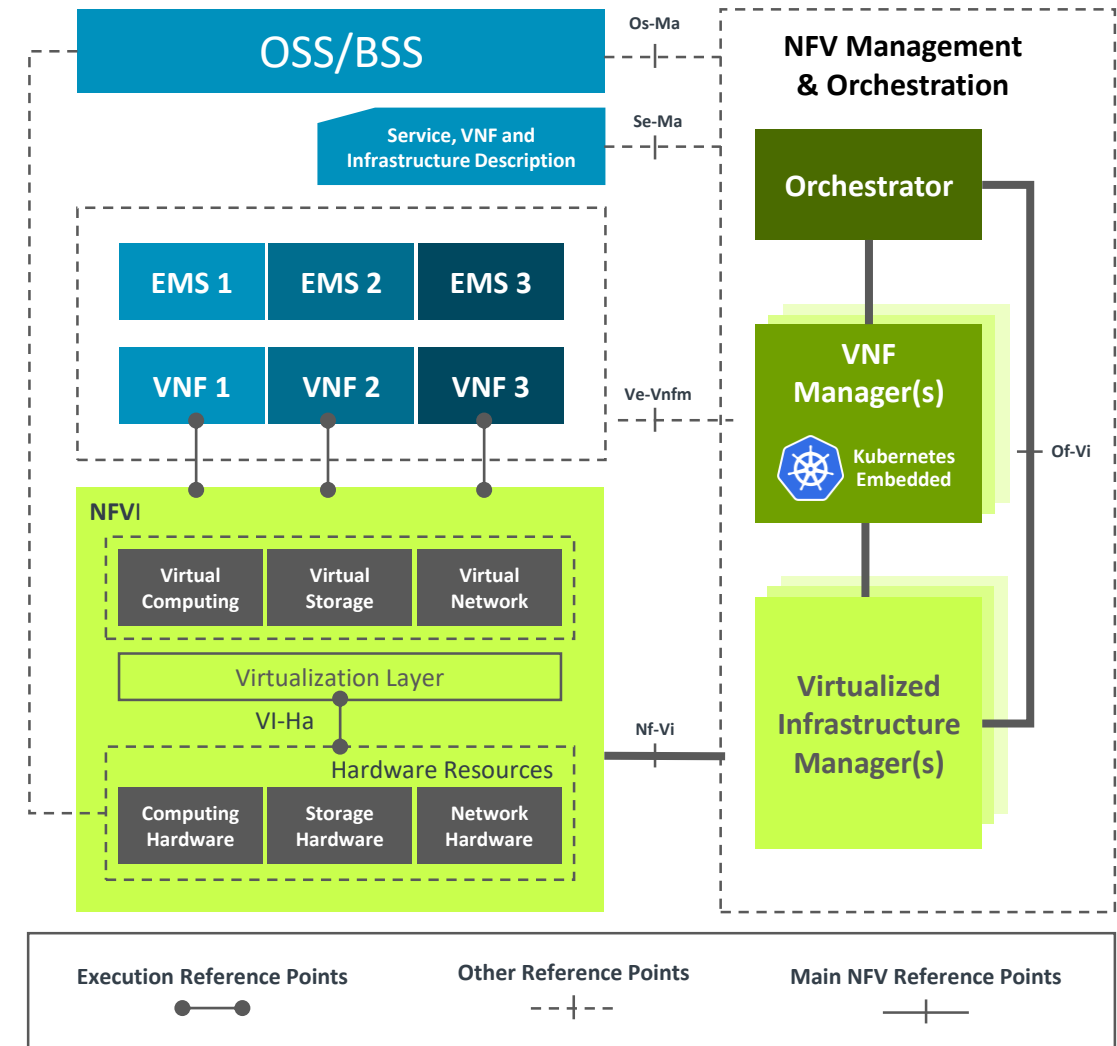 OSS/BSS
Os-Ma
NFV Management
& Orchestration
Service, VNF and
Infrastructure Description
Se-Ma
Orchestrator
EMS 1
EMS 2
EMS 3
VNF 1
VNF 2
VNF 3
Ve-Vnfm
VNF
Manager(s)
Kubernetes
Embedded
Of-Vi
NFVI
Virtual
Computing
Virtual
Storage
Virtual
Network
Virtualization Layer
VI-Ha
Hardware Resources
Computing
Hardware
Storage
Hardware
Network
Hardware
Nf-Vi
Virtualized
Infrastructure
Manager(s)
Execution Reference Points
Other Reference Points
Main NFV Reference Points